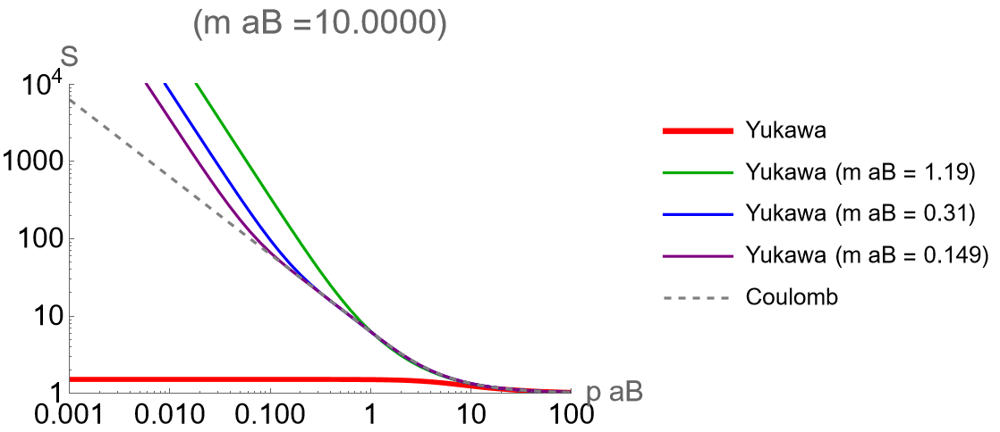 (m aB =10.0000)
S
10^4
1000
100
10
1
0.001 0.010 0.100 1 10 100
p aB
Yukawa
Yukawa (m aB = 1.19)
Yukawa (m aB = 0.31)
Yukawa (m aB = 0.149)
Coulomb